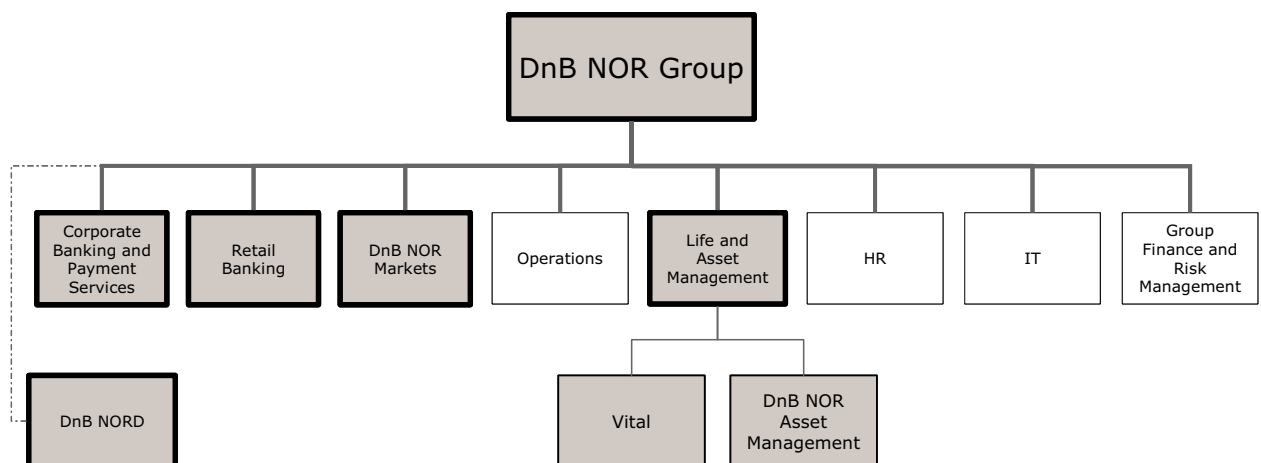 DnB NOR Group
Corporate
Banking and
Payment
Services
Retail
Banking
DnB NOR
Markets
Operations
Life and
Asset
Management
HR
IT
Group
Finance and
Risk
Management
DnB NORD
Vital
DnB NOR
Asset
Management